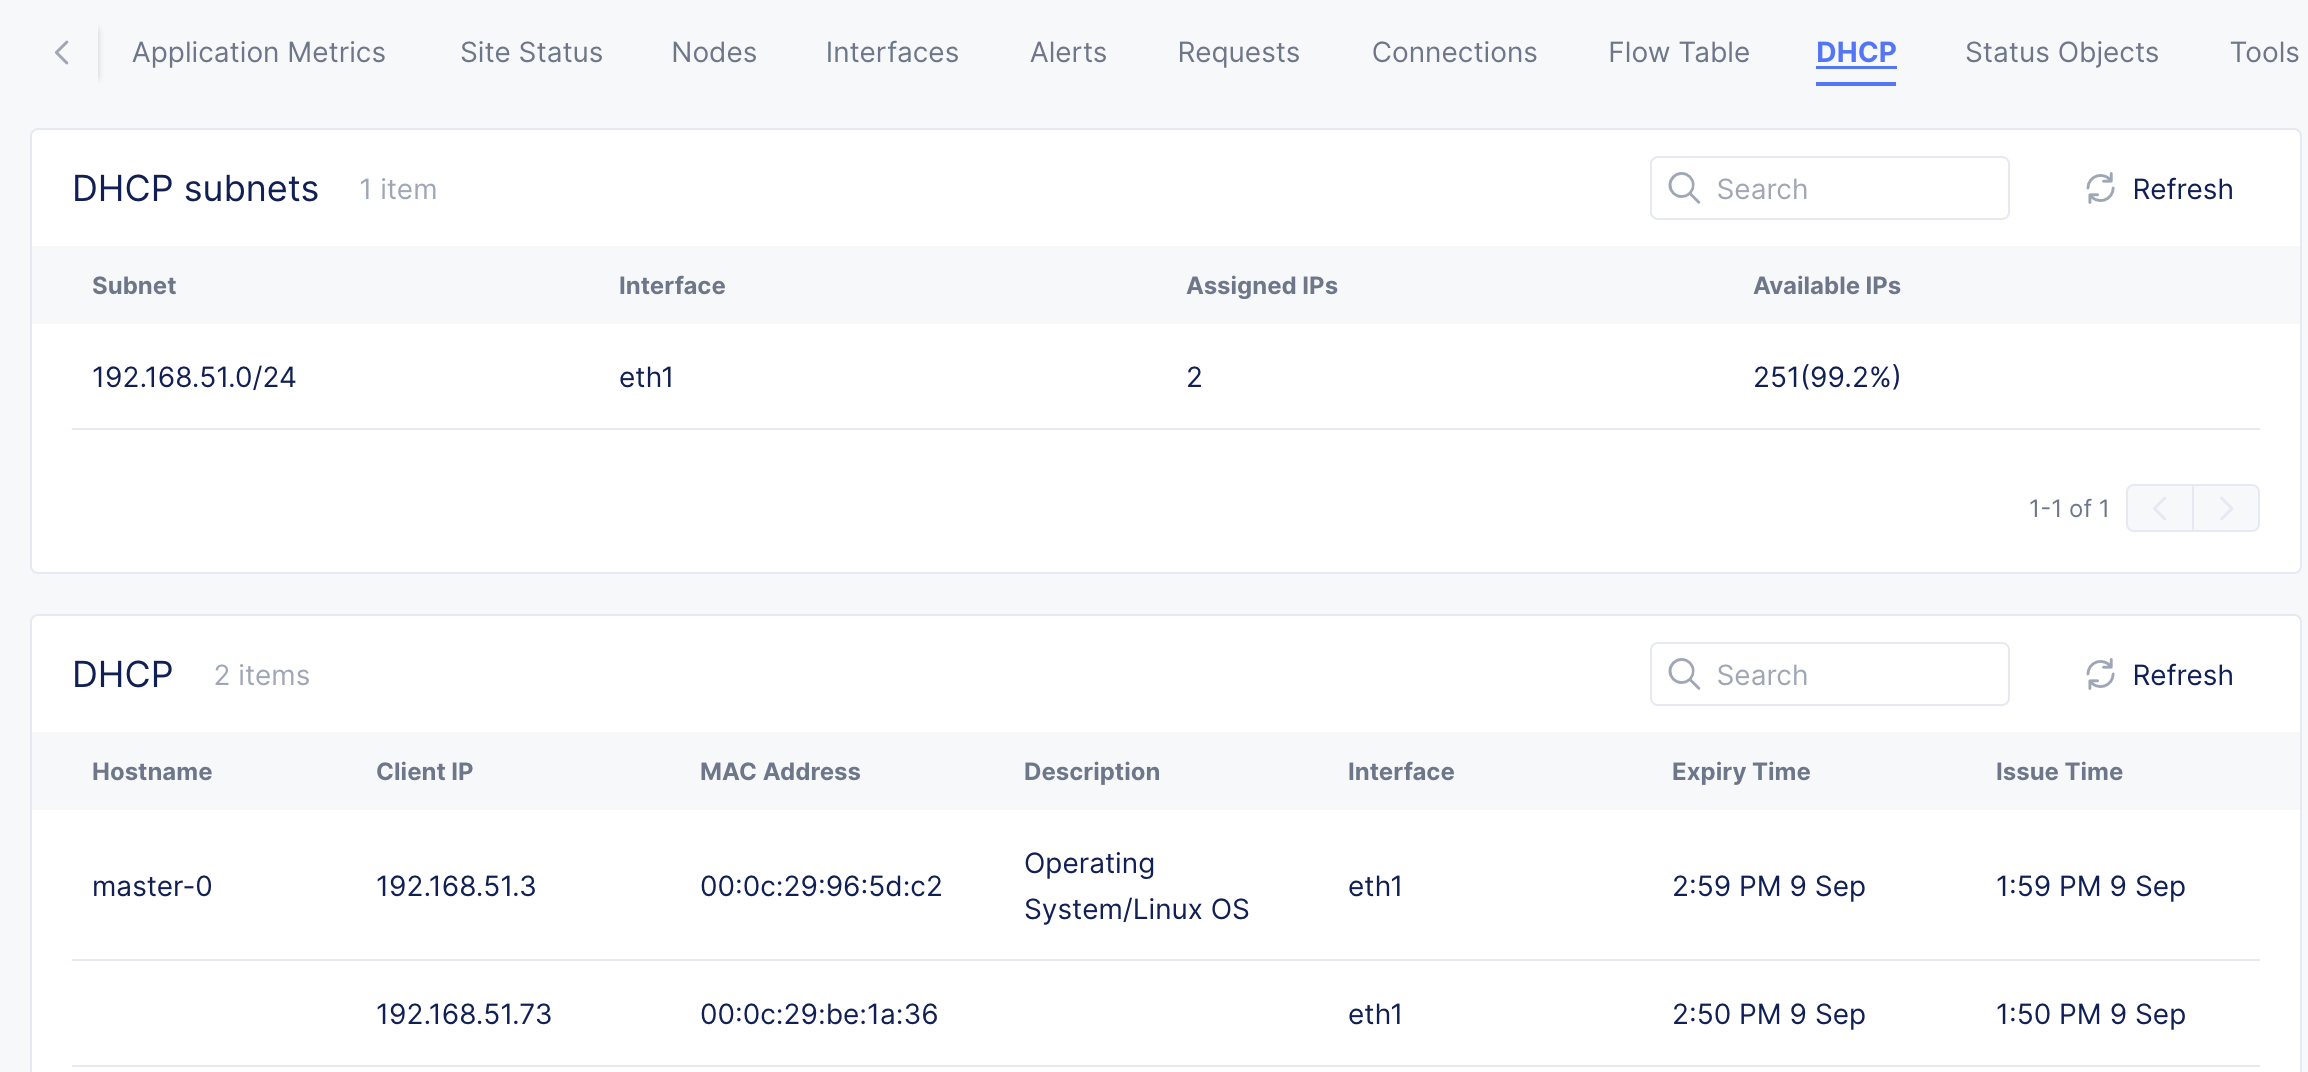 Application Metrics Site Status Nodes Interfaces Alerts Requests Connections Flow Table DHCP Status Objects Tools
DHCP subnets 1 item Search Refresh
Subnet Interface Assigned IPs Available IPs
192.168.51.0/24 eth1 2 251(99.2%)
1-1 of 1
DHCP 2 items Search Refresh
Hostname Client IP MAC Address Description Interface Expiry Time Issue Time
master-0 192.168.51.3 00:0c:29:96:5d:c2 Operating System/Linux OS eth1 2:59 PM 9 Sep 1:59 PM 9 Sep
192.168.51.73 00:0c:29:be:1a:36 eth1 2:50 PM 9 Sep 1:50 PM 9 Sep